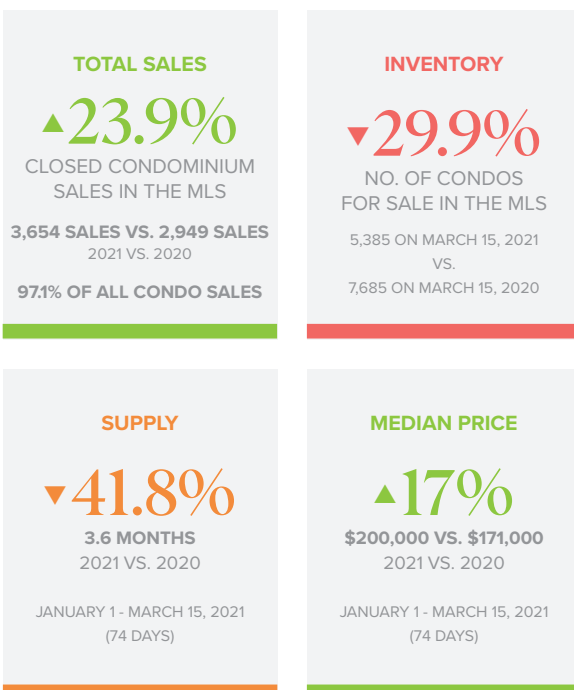 TOTAL SALES
▲23.9%
CLOSED CONDOMINIUM
SALES IN THE MLS
3,654 SALES VS. 2,949 SALES
2021 VS. 2020
97.1% OF ALL CONDO SALES
INVENTORY
▼29.9%
NO. OF CONDOS
FOR SALE IN THE MLS
5,385 ON MARCH 15, 2021
VS.
7,685 ON MARCH 15, 2020
SUPPLY
▼41.8%
3.6 MONTHS
2021 VS. 2020
JANUARY 1 - MARCH 15, 2021
(74 DAYS)
MEDIAN PRICE
▲17%
$200,000 VS. $171,000
2021 VS. 2020
JANUARY 1 - MARCH 15, 2021
(74 DAYS)